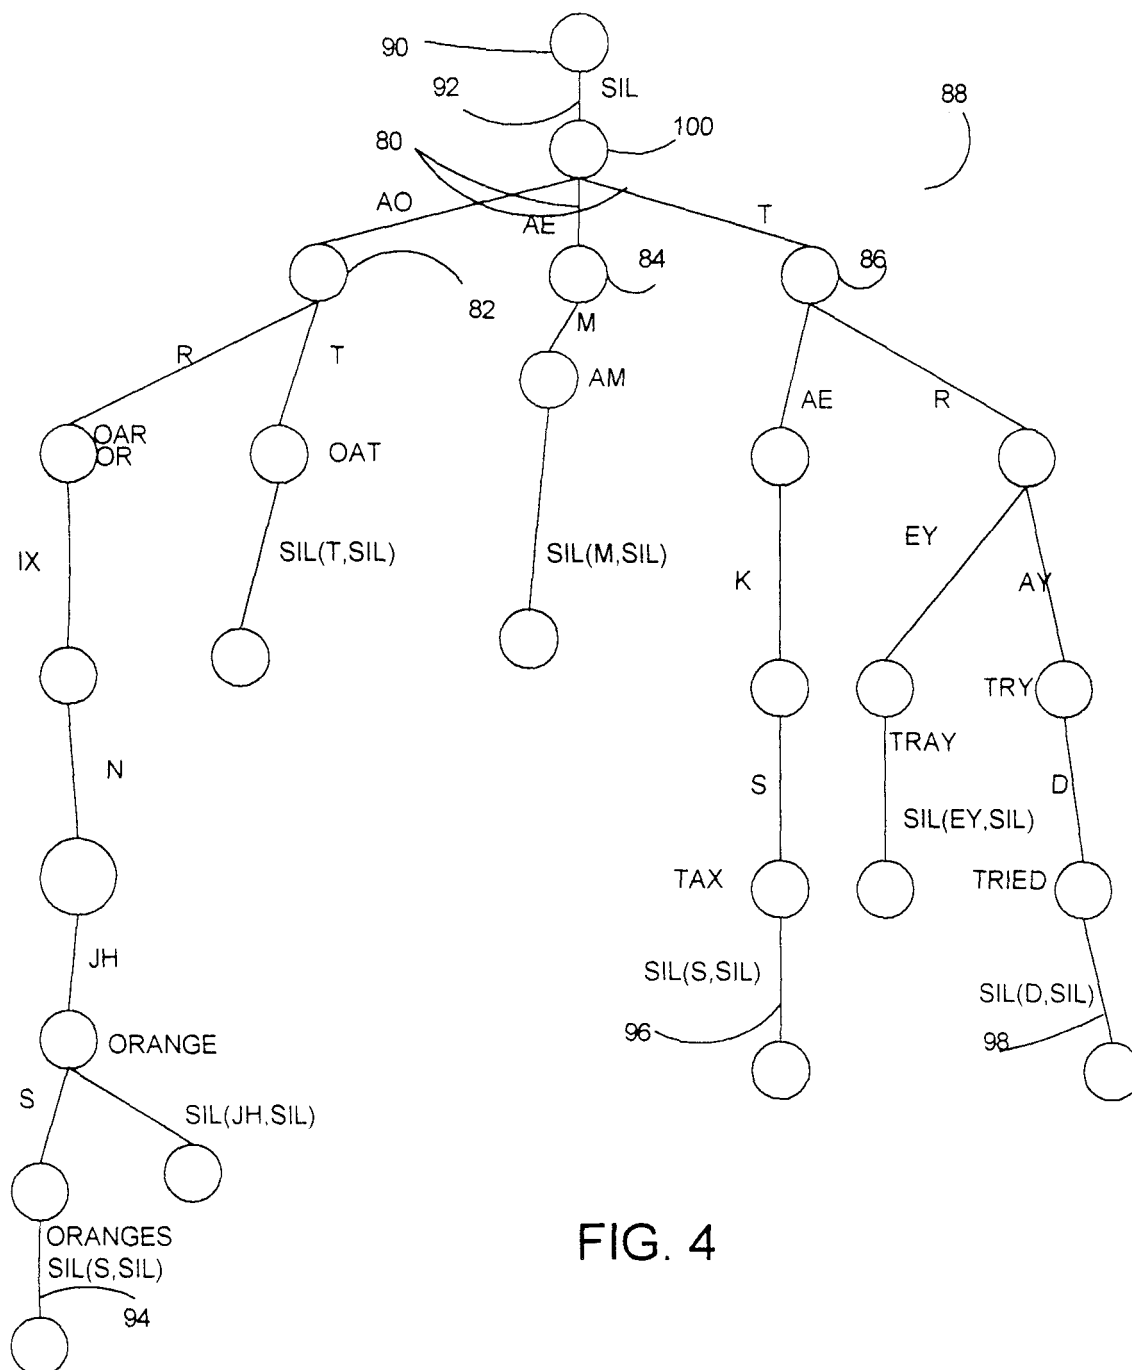 90
SIL
92
88
100
80
AO
AE
T
84
86
82
M
R
T
AM
AE
R
OAR
OR
OAT
EY
IX
SIL(T,SIL)
SIL(M,SIL)
K
AY
TRY
TRAY
N
S
D
SIL(EY,SIL)
TAX
TRIED
JH
SIL(S,SIL)
SIL(D,SIL)
96
98
ORANGE
S
SIL(JH,SIL)
ORANGES
SIL(S,SIL)
94
FIG. 4